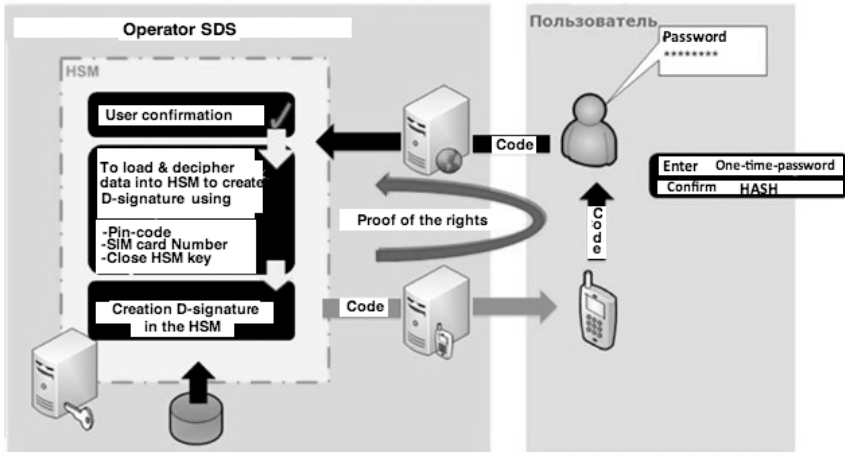 Operator SDS
HSM
User confirmation
To load & decipher
data into HSM to create
D-signature using
-Pin-code
-SIM card Number
-Close HSM key
Creation D-signature
in the HSM
Code
Proof of the rights
Code
Пользователь
Password
********
Enter One-time-password
Confirm HASH
Code